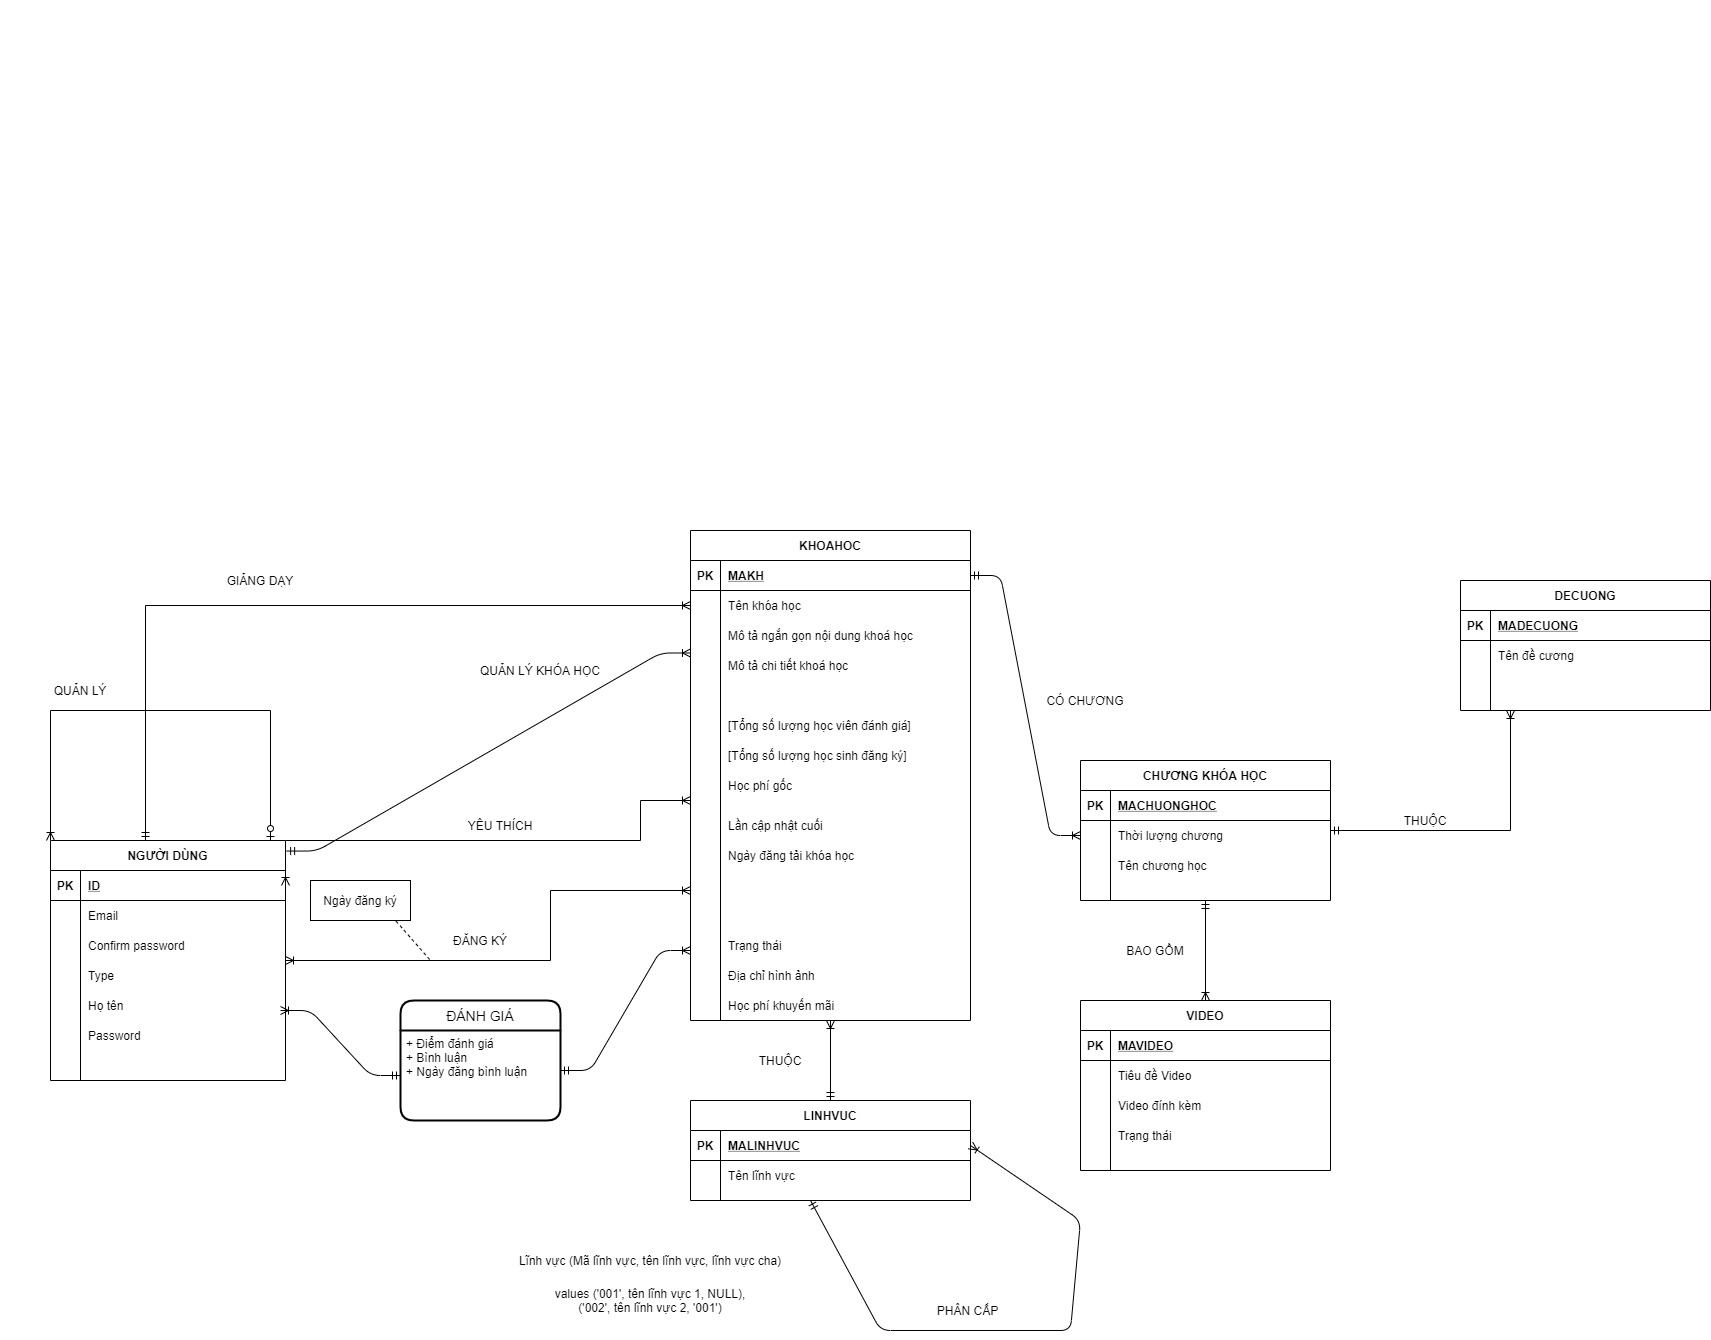 KHOAHOC
PK MAKH
Tên khóa học
Mô tả ngắn gọn nội dung khoá học
Mô tả chi tiết khoá học
[Tổng số lượng học viên đánh giá]
[Tổng số lượng học sinh đăng ký]
Học phí gốc
Lần cập nhật cuối
Ngày đăng tải khóa học
Trạng thái
Địa chỉ hình ảnh
Học phí khuyến mãi
GIẢNG DẠY
QUẢN LÝ KHÓA HỌC
QUẢN LÝ
YÊU THÍCH
NGƯỜI DÙNG
PK ID
Email
Confirm password
Type
Họ tên
Password
Ngày đăng ký
ĐĂNG KÝ
ĐÁNH GIÁ
+ Điểm đánh giá
+ Bình luận
+ Ngày đăng bình luận
CÓ CHƯƠNG
DECUONG
PK MADECUONG
Tên đề cương
CHƯƠNG KHÓA HỌC
PK MACHUONGHOC
Thời lượng chương
Tên chương học
THUỘC
BAO GỒM
VIDEO
PK MAVIDEO
Tiêu đề Video
Video đính kèm
Trạng thái
THUỘC
LINHVUC
PK MALINHVUC
Tên lĩnh vực
Lĩnh vực (Mã lĩnh vực, tên lĩnh vực, lĩnh vực cha)
values ('001', tên lĩnh vực 1, NULL),
('002', tên lĩnh vực 2, '001')
PHÂN CẤP